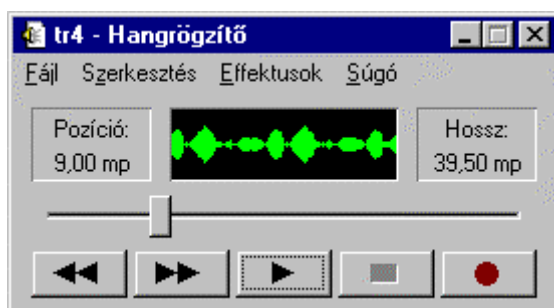 tr4 - Hangrögzítő
Fájl Szerkesztés Effektusok Súgó
Pozíció:
9,00 mp
Hossz:
39,50 mp